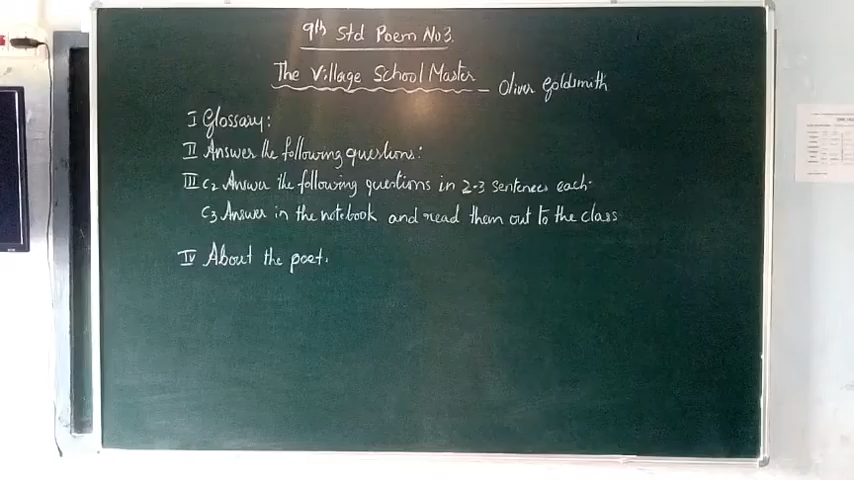 9th Std Poem No 3.
The Village School Master - Oliver Goldsmith
I Glossary:
II Answer the following questions:
III C2 Answer the following questions in 2-3 sentences each.
C3 Answer in the notebook and read them out to the class
IV About the poet.